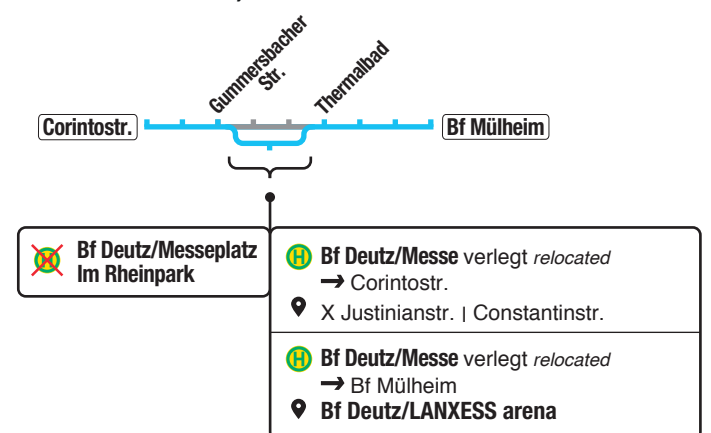 Gummersbacher
Str.
Thermalbad
Corintostr.
Bf Mülheim
Bf Deutz/Messeplatz
Im Rheinpark
H Bf Deutz/Messe verlegt relocated
→ Corintostr.
X Justinianstr. | Constantinstr.
H Bf Deutz/Messe verlegt relocated
→ Bf Mülheim
Bf Deutz/LANXESS arena